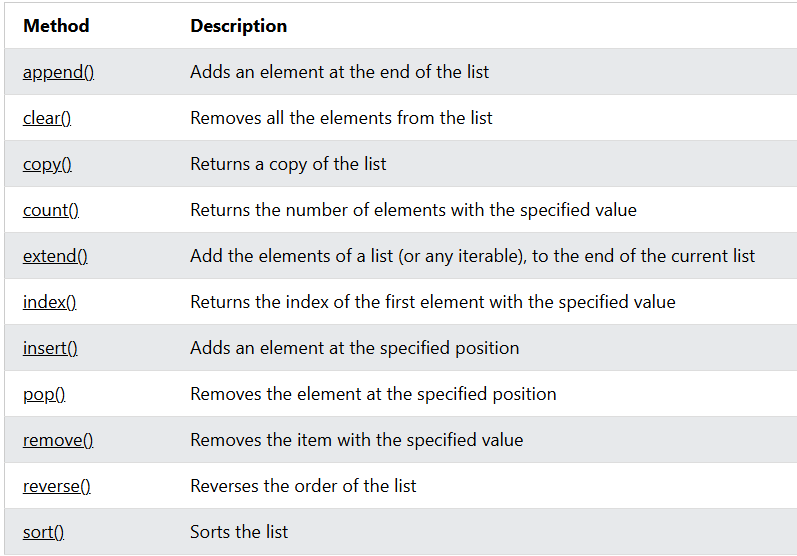 Method Description
append() Adds an element at the end of the list
clear() Removes all the elements from the list
copy() Returns a copy of the list
count() Returns the number of elements with the specified value
extend() Add the elements of a list (or any iterable), to the end of the current list
index() Returns the index of the first element with the specified value
insert() Adds an element at the specified position
pop() Removes the element at the specified position
remove() Removes the item with the specified value
reverse() Reverses the order of the list
sort() Sorts the list